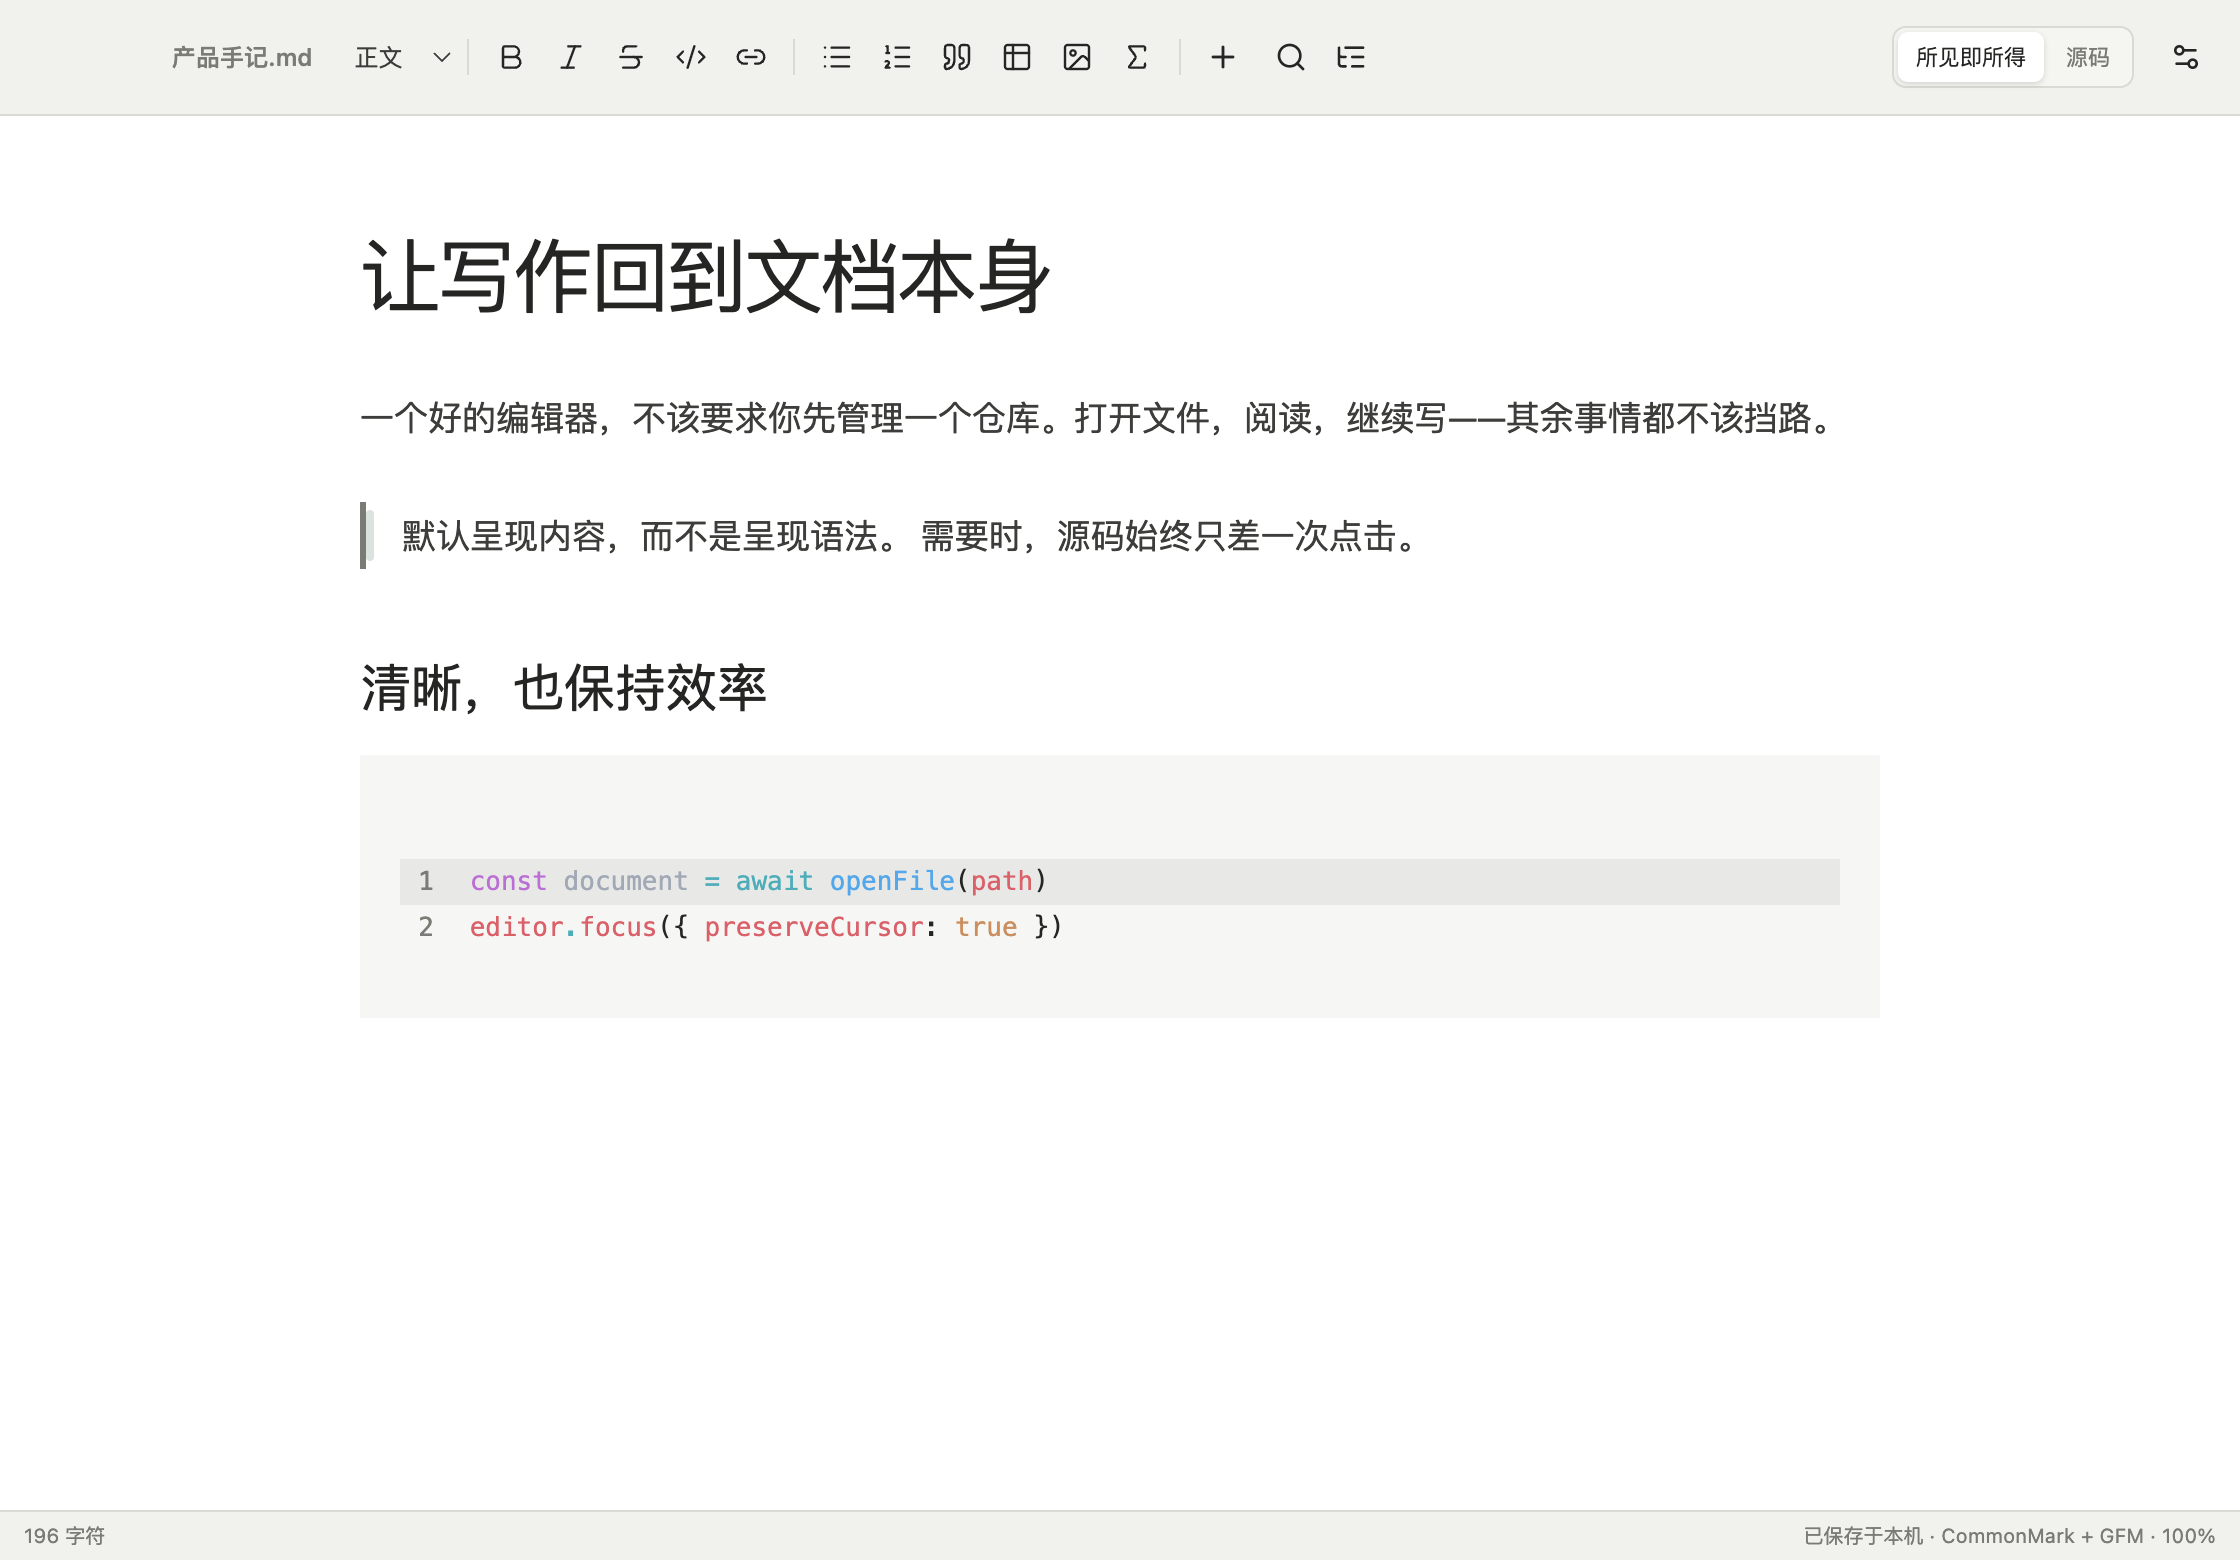 产品手记.md 正文 所见即所得 源码
让写作回到文档本身
一个好的编辑器，不该要求你先管理一个仓库。打开文件，阅读，继续写——其余事情都不该挡路。
默认呈现内容，而不是呈现语法。 需要时，源码始终只差一次点击。
清晰，也保持效率
1 const document = await openFile(path)
2 editor.focus({ preserveCursor: true })
196 字符 已保存于本机 · CommonMark + GFM · 100%